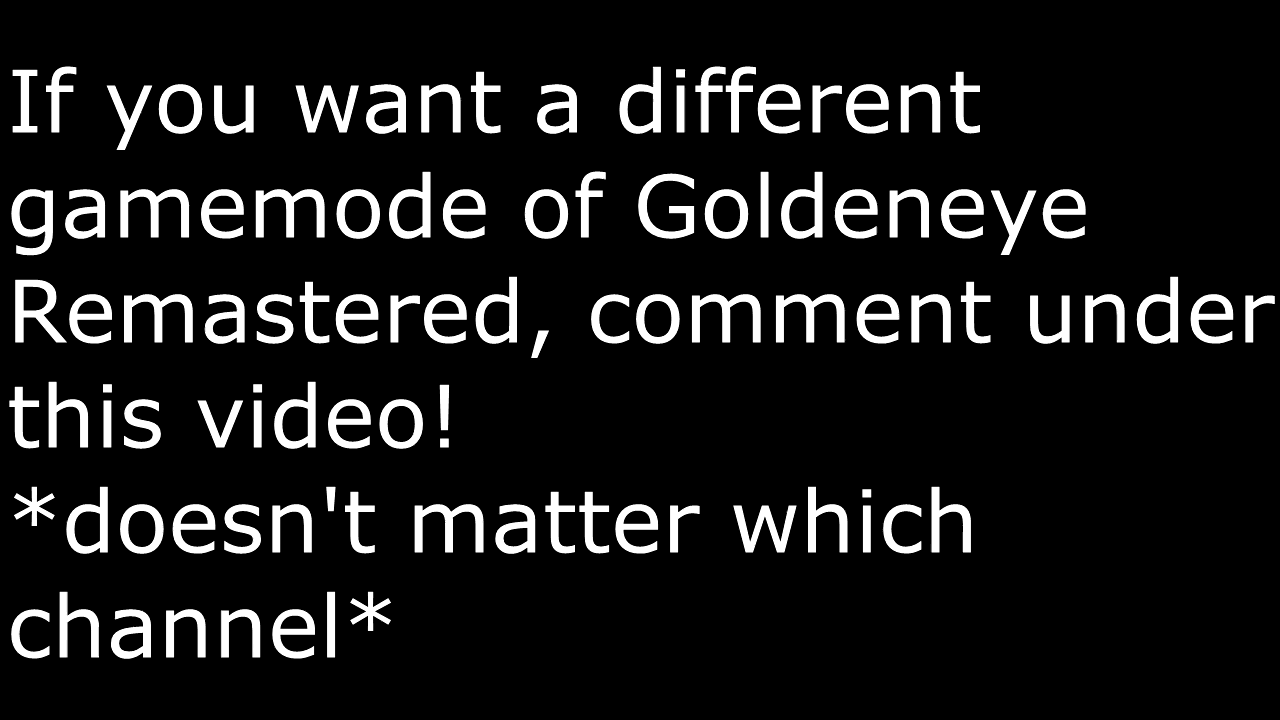 If you want a different
gamemode of Goldeneye
Remastered, comment under
this video!
*doesn't matter which
channel*